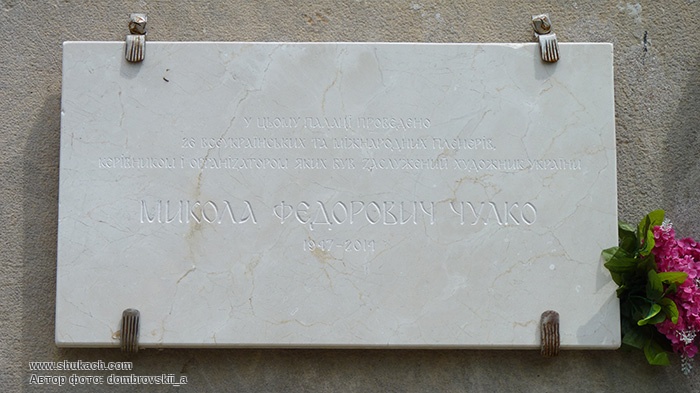 У ЦЬОМУ ПАЛАЦІ ПРОВЕДЕНО
26 ВСЕУКРАЇНСЬКИХ ТА МІЖНАРОДНИХ ПЛЕНЕРІВ,
КЕРІВНИКОМ І ОРГАНІЗАТОРОМ ЯКИХ БУВ ЗАСЛУЖЕНИЙ ХУДОЖНИК УКРАЇНИ
МИКОЛА ФЕДОРОВИЧ ЧУЛКО
1947-2014
www.shukach.com
Автор фото: dombrovskii_a